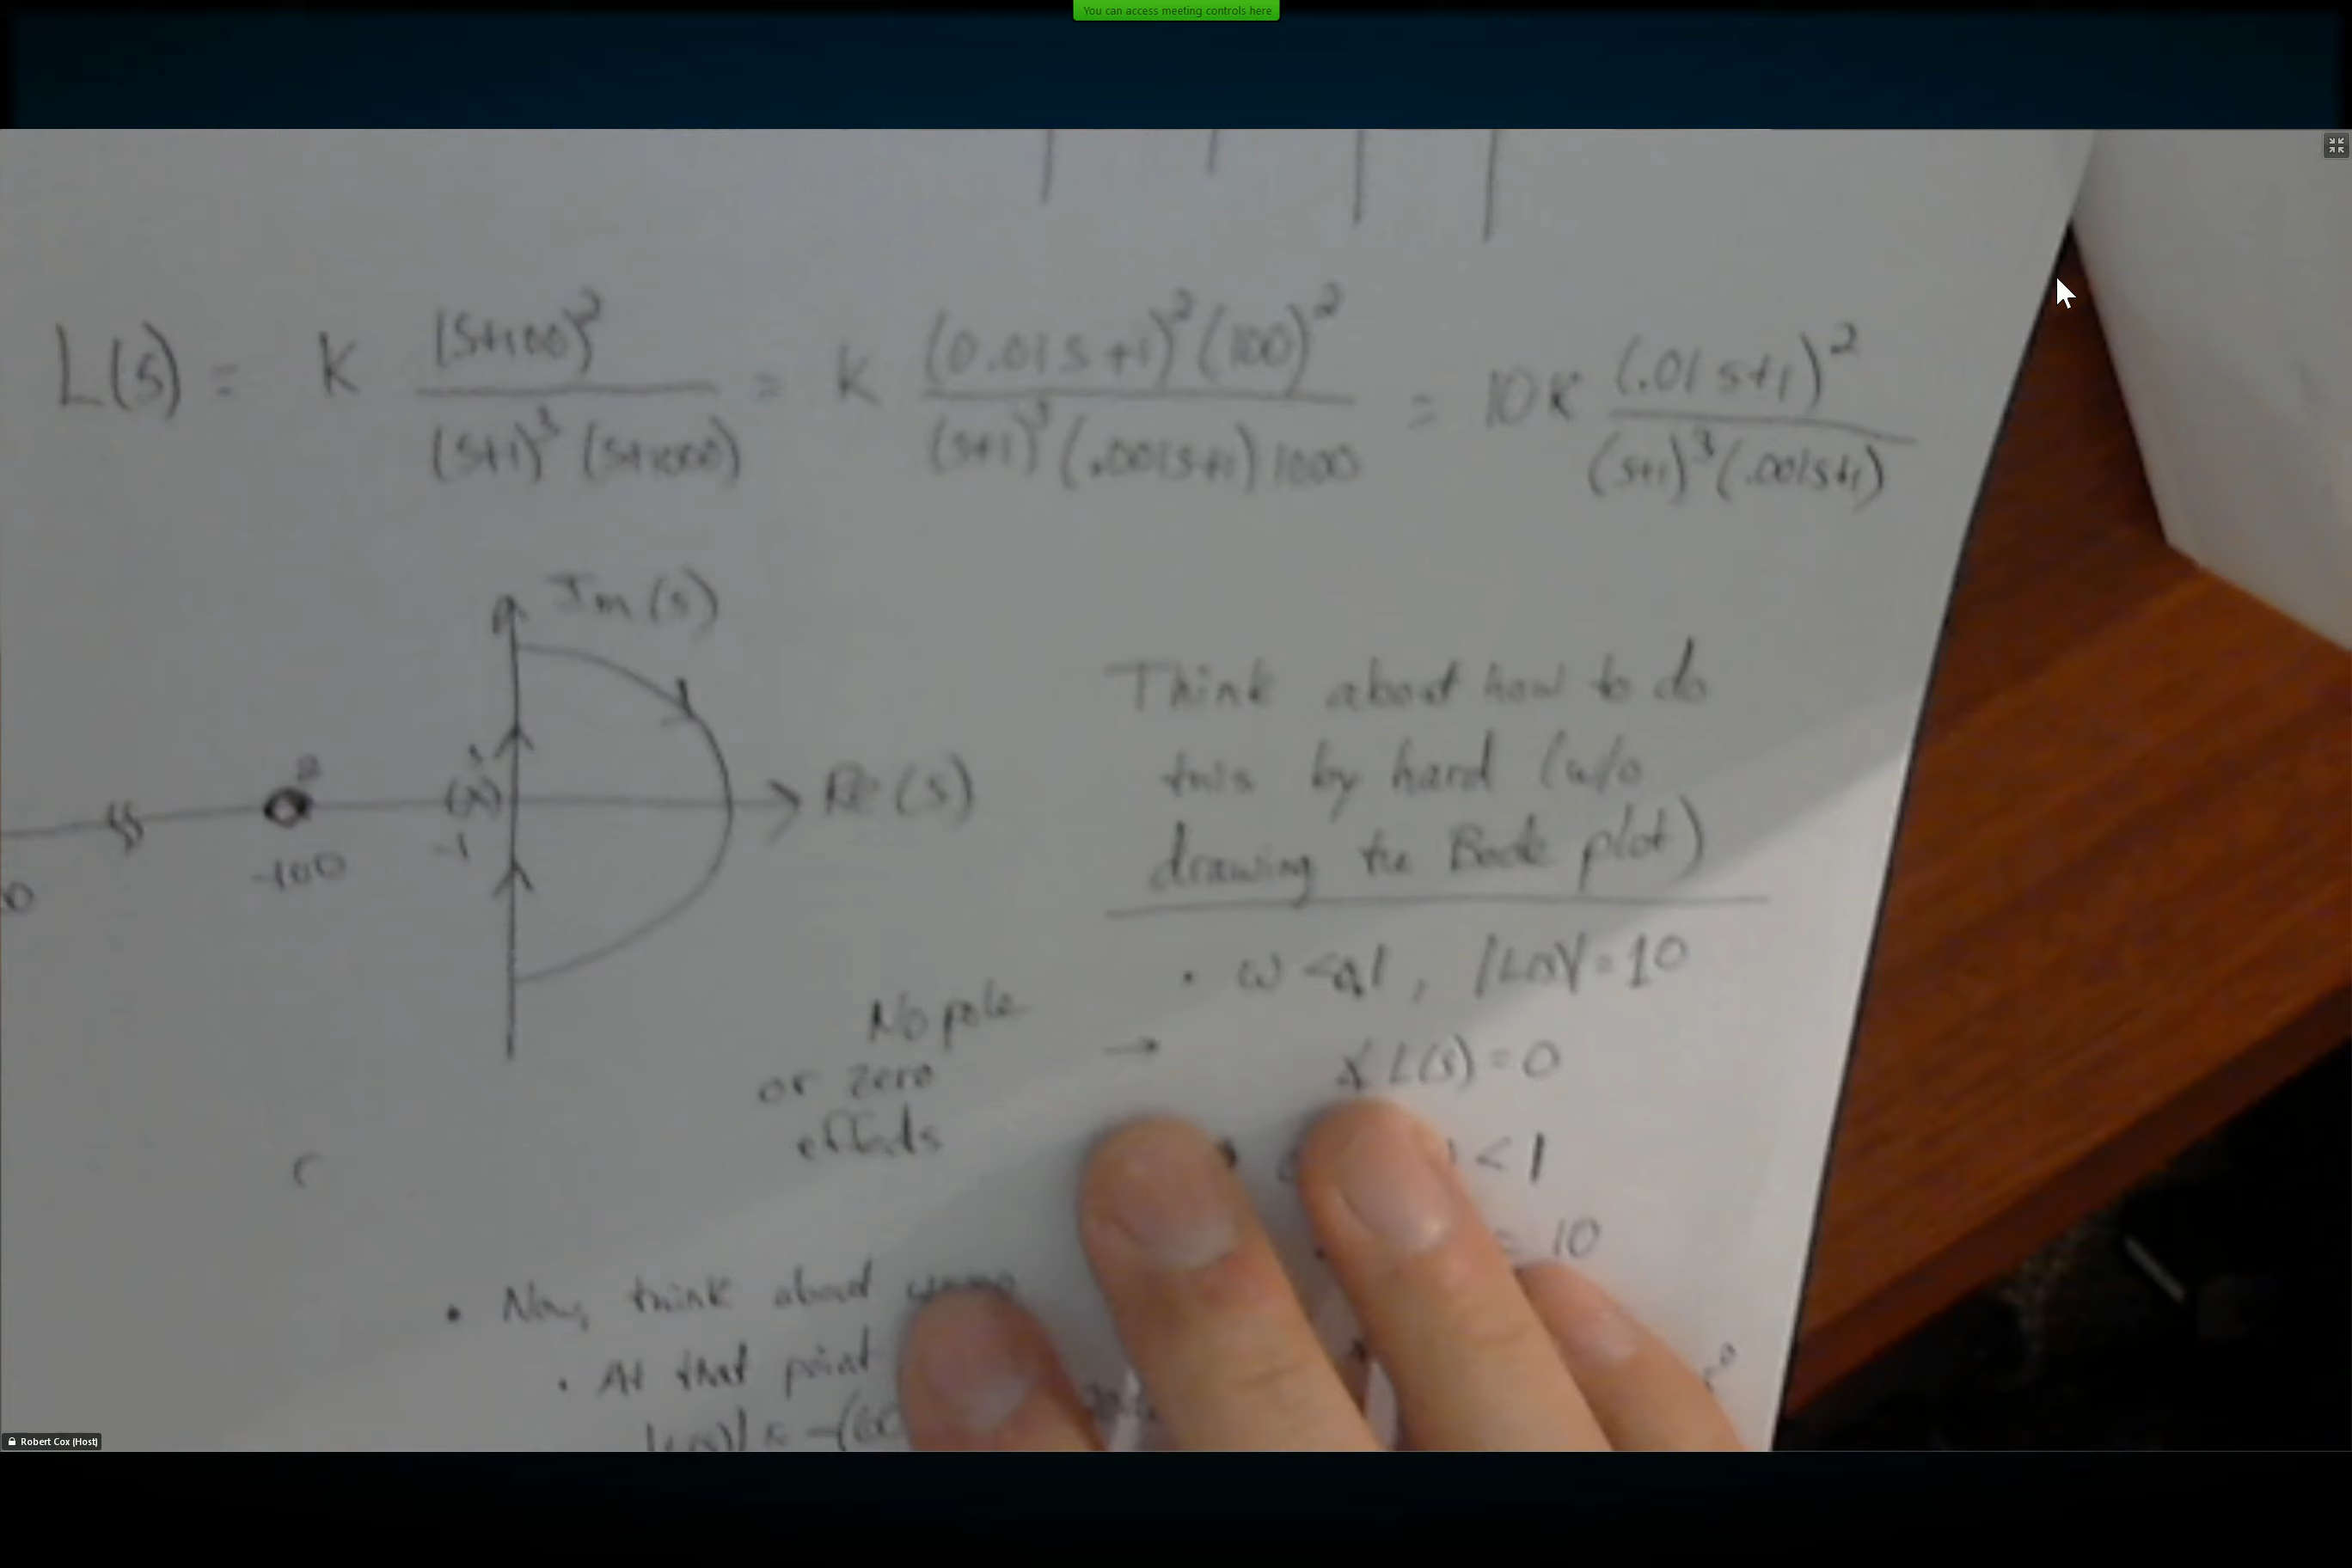 You can access meeting controls here
L(s) = K (s+100)² / (s+1)³ (s+1000) = K (0.01s+1)² (100)² / (s+1)³ (.001s+1) 1000 = 10K (.01s+1)² / (s+1)³ (.001s+1)
Im(s)
Re(s)
-100
-1
Think about how to do
this by hard (w/o
drawing the Bode plot)
• ω < 0.1, |L(s)| = 10
∡ L(s) = 0
No pole
or zero
effects
→
< 1
= 10
• Now, think about
• At that point
Robert Cox (Host)